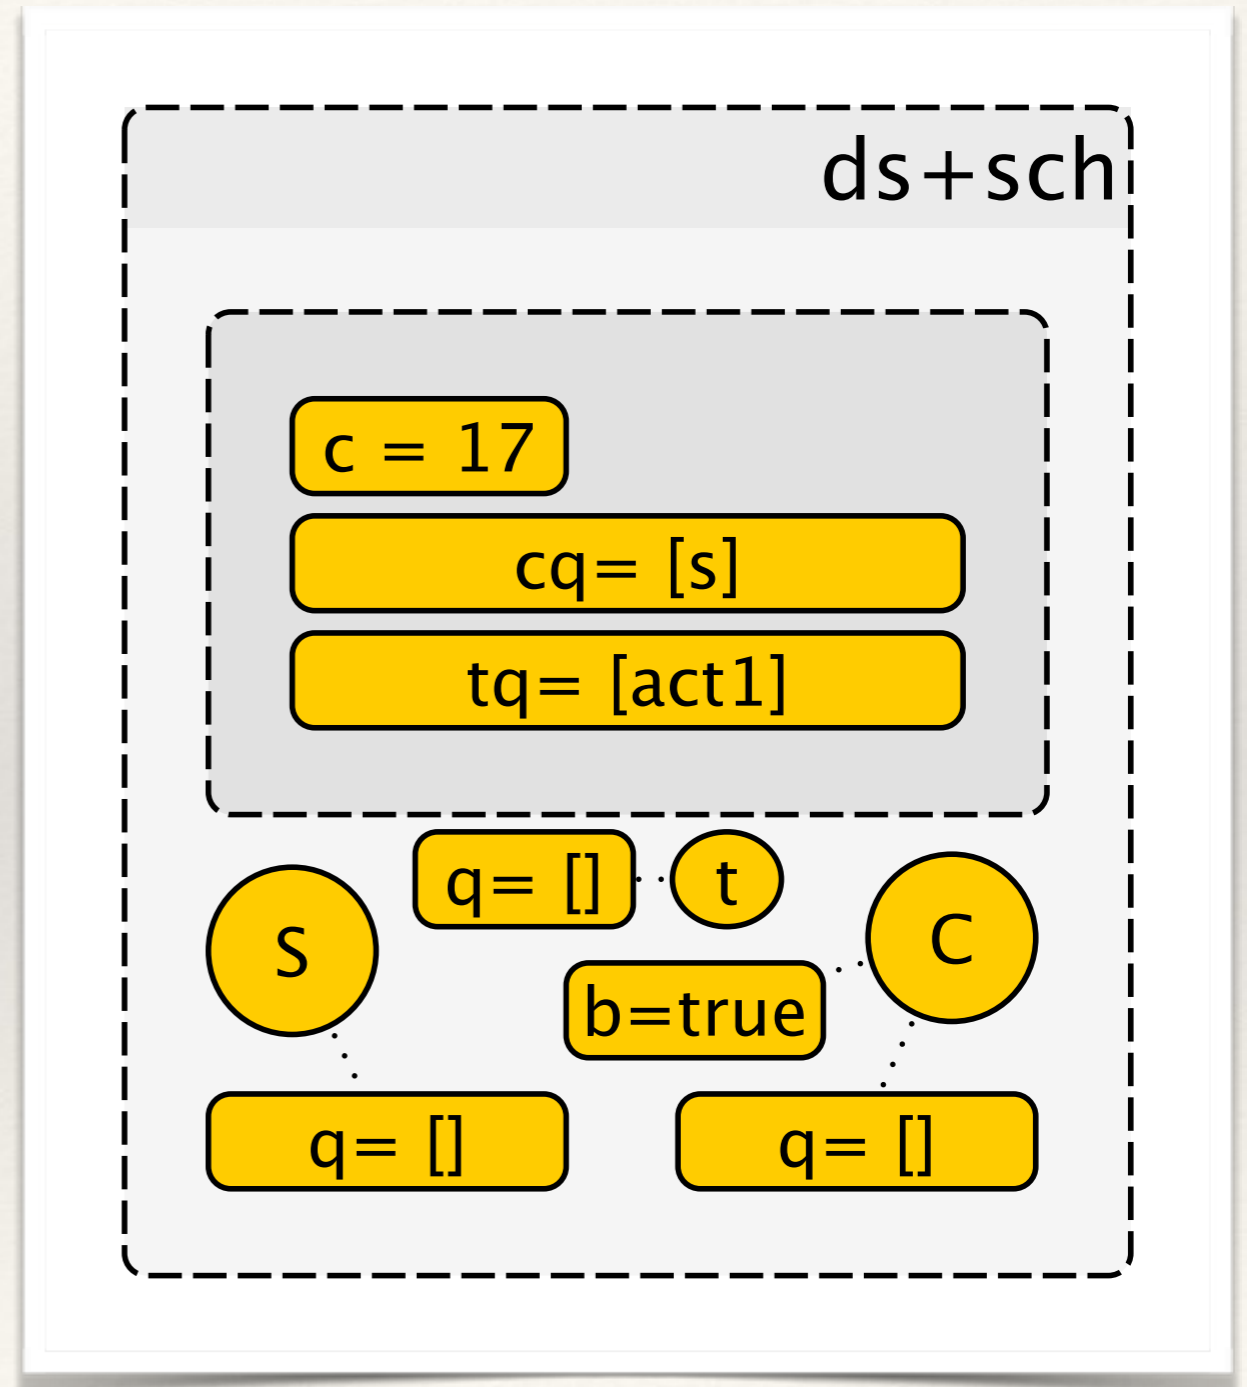 ds+sch
c = 17
cq= [s]
tq= [act1]
q= []
t
S
C
b=true
q= []
q= []